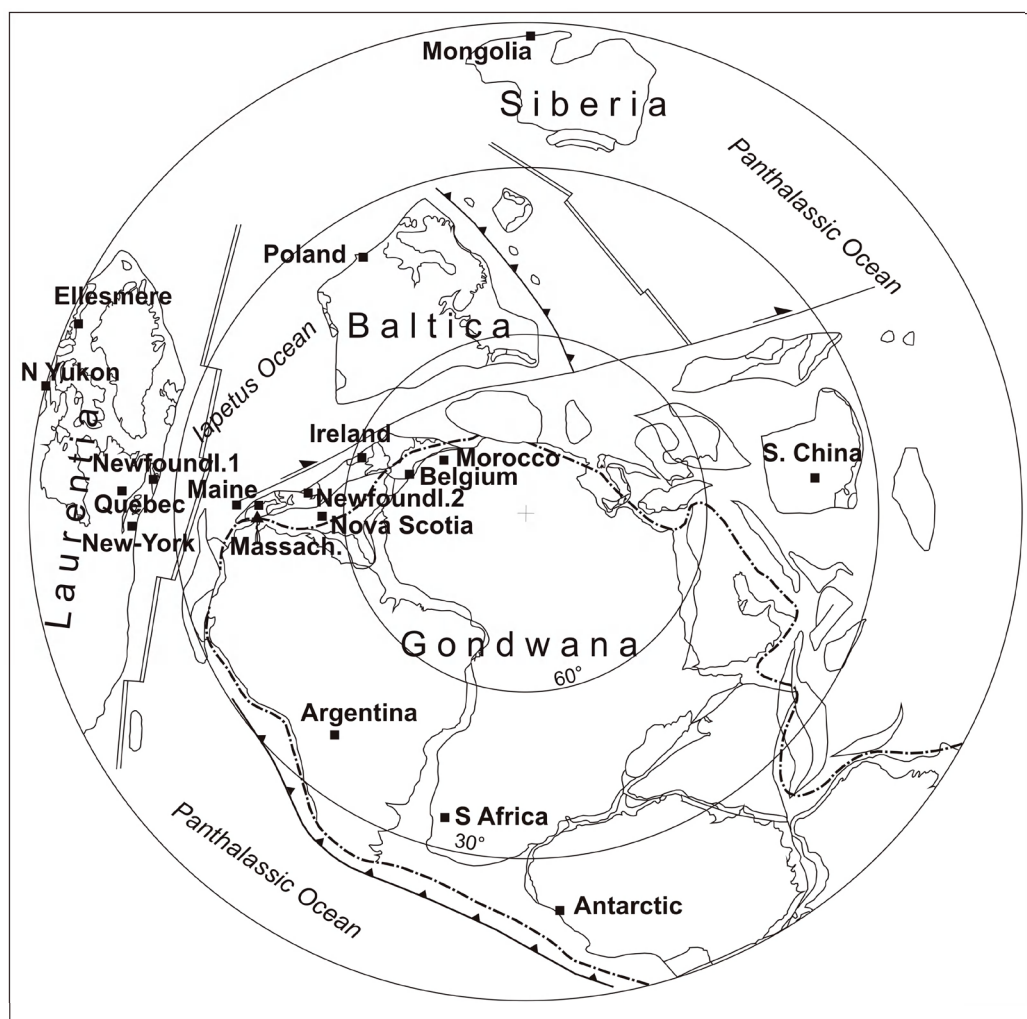 Mongolia
Siberia
Panthalassic Ocean
Poland
Ellesmere
Baltica
Iapetus Ocean
N Yukon
Laurentia
Ireland
Newfoundl.1
Morocco
S. China
Belgium
Maine
Quebec
Newfoundl.2
Nova Scotia
New-York
Massach.
Gondwana
60°
Argentina
S Africa
30°
Panthalassic Ocean
Antarctic